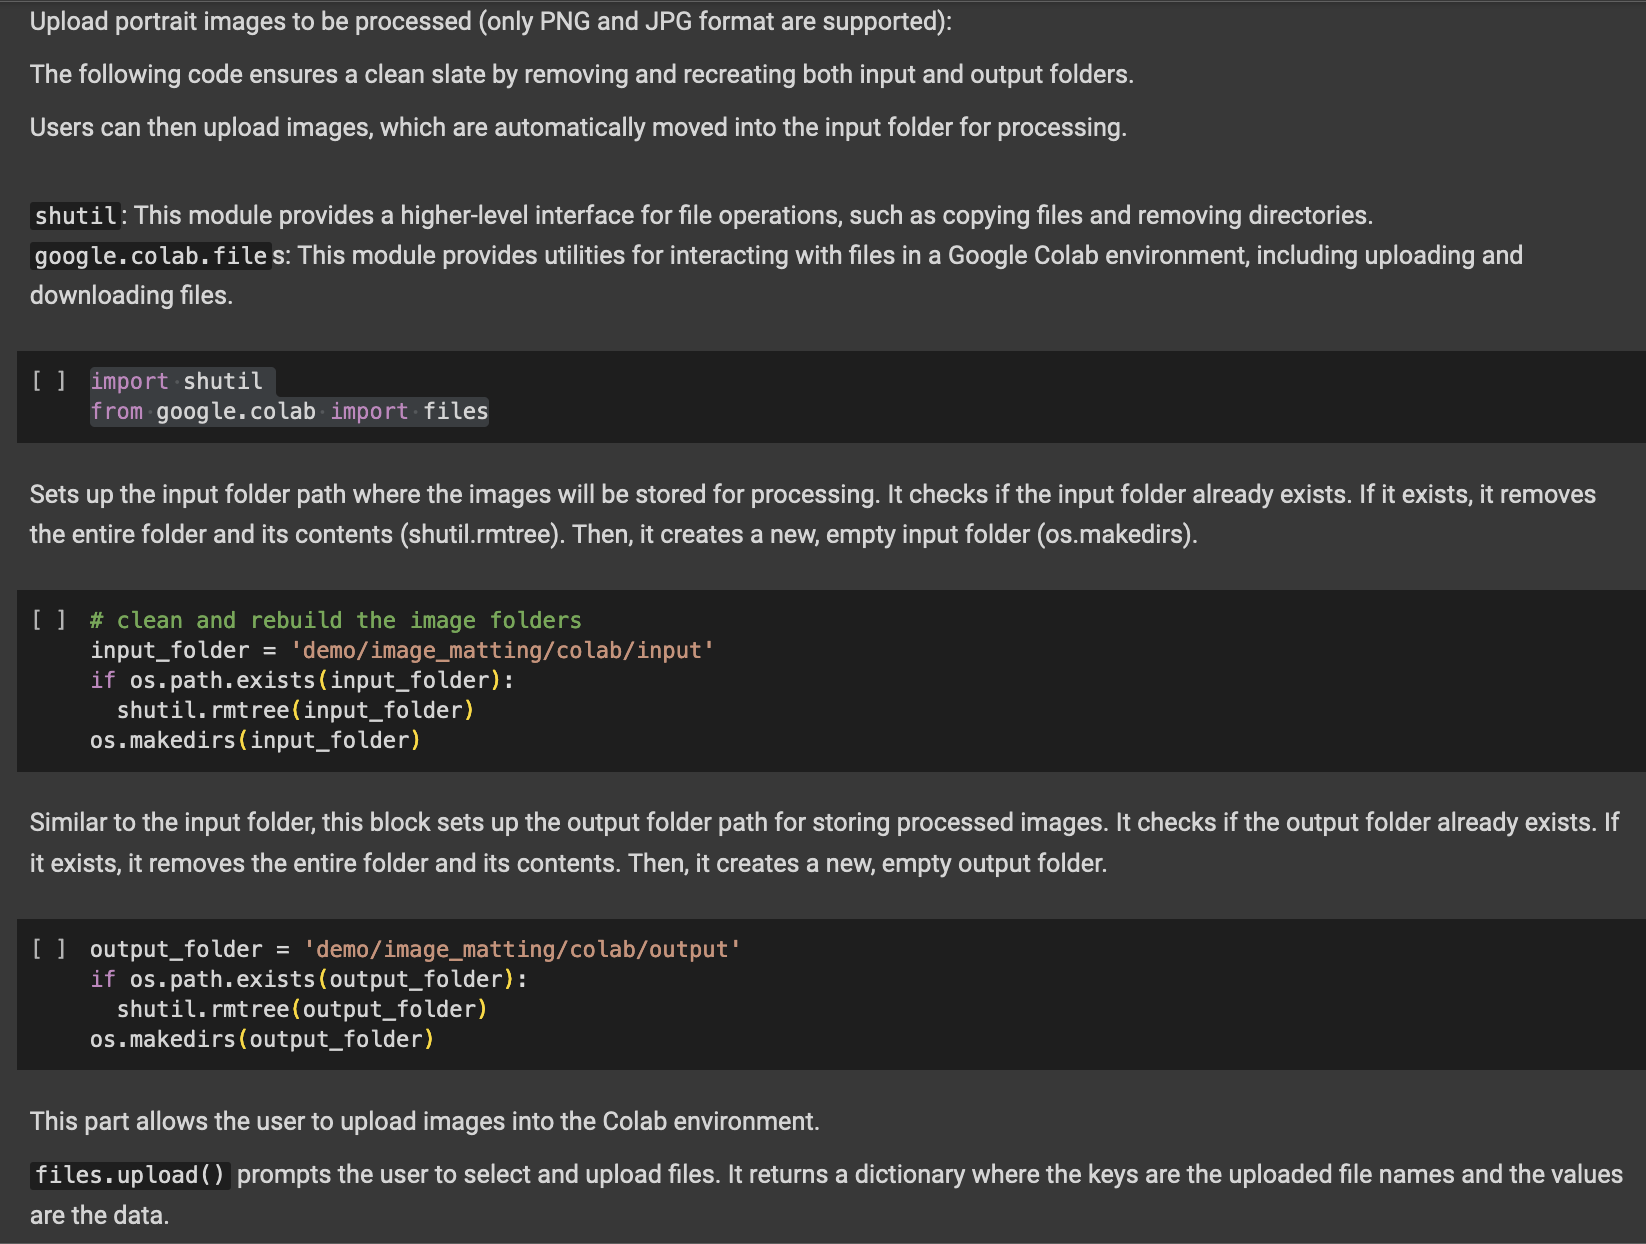 Upload portrait images to be processed (only PNG and JPG format are supported):
The following code ensures a clean slate by removing and recreating both input and output folders.
Users can then upload images, which are automatically moved into the input folder for processing.
shutil: This module provides a higher-level interface for file operations, such as copying files and removing directories.
google.colab.files: This module provides utilities for interacting with files in a Google Colab environment, including uploading and
downloading files.
[ ] import shutil
from google.colab import files
Sets up the input folder path where the images will be stored for processing. It checks if the input folder already exists. If it exists, it removes
the entire folder and its contents (shutil.rmtree). Then, it creates a new, empty input folder (os.makedirs).
[ ] # clean and rebuild the image folders
input_folder = 'demo/image_matting/colab/input'
if os.path.exists(input_folder):
  shutil.rmtree(input_folder)
os.makedirs(input_folder)
Similar to the input folder, this block sets up the output folder path for storing processed images. It checks if the output folder already exists. If
it exists, it removes the entire folder and its contents. Then, it creates a new, empty output folder.
[ ] output_folder = 'demo/image_matting/colab/output'
if os.path.exists(output_folder):
  shutil.rmtree(output_folder)
os.makedirs(output_folder)
This part allows the user to upload images into the Colab environment.
files.upload() prompts the user to select and upload files. It returns a dictionary where the keys are the uploaded file names and the values
are the data.